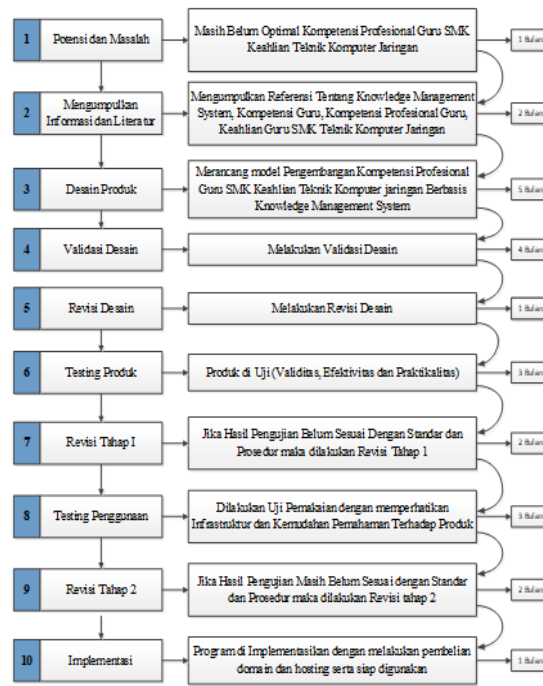 1
Potensi dan Masalah
Masih Belum Optimal Kompetensi Profesional Guru SMK
Keahlian Teknik Komputer Jaringan
1 Bulan
2
Mengumpulkan
Informasi dan Literatur
Mengumpulkan Referensi Tentang Knowledge Management
System, Kompetensi Guru, Kompetensi Profesional Guru,
Keahlian Guru SMK Teknik Komputer Jaringan
2 Bulan
3
Desain Produk
Merancang model Pengembangan Kompetensi Profesional
Guru SMK Keahlian Teknik Komputer jaringan Berbasis
Knowledge Management System
5 Bulan
4
Validasi Desain
Melakukan Validasi Desain
4 Bulan
5
Revisi Desain
Melakukan Revisi Desain
1 Bulan
6
Testing Produk
Produk di Uji (Validitas, Efektivitas dan Praktikalitas)
3 Bulan
7
Revisi Tahap I
Jika Hasil Pengujian Belum Sesuai Dengan Standar dan
Prosedur maka dilakukan Revisi Tahap 1
2 Bulan
8
Testing Penggunaan
Dilakukan Uji Pemakaian dengan memperhatikan
Infrastruktur dan Kemudahan Pemahaman Terhadap Produk
3 Bulan
9
Revisi Tahap 2
Jika Hasil Pengujian Masih Belum Sesuai dengan Standar
dan Prosedur maka dilakukan Revisi tahap 2
2 Bulan
10
Implementasi
Program di Implementasikan dengan melakukan pembelian
domain dan hosting serta siap digunakan
1 Bulan